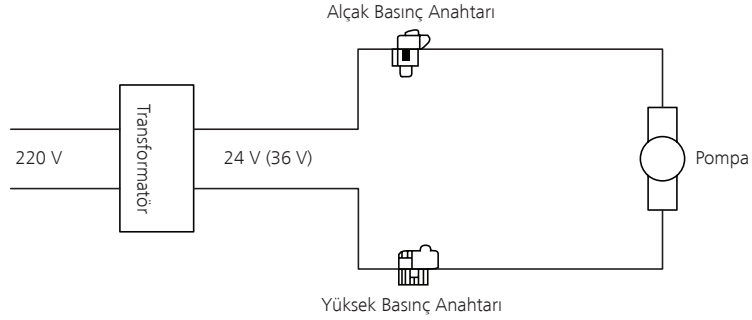 Alçak Basınç Anahtarı
Transformatör
220 V
24 V (36 V)
Pompa
Yüksek Basınç Anahtarı